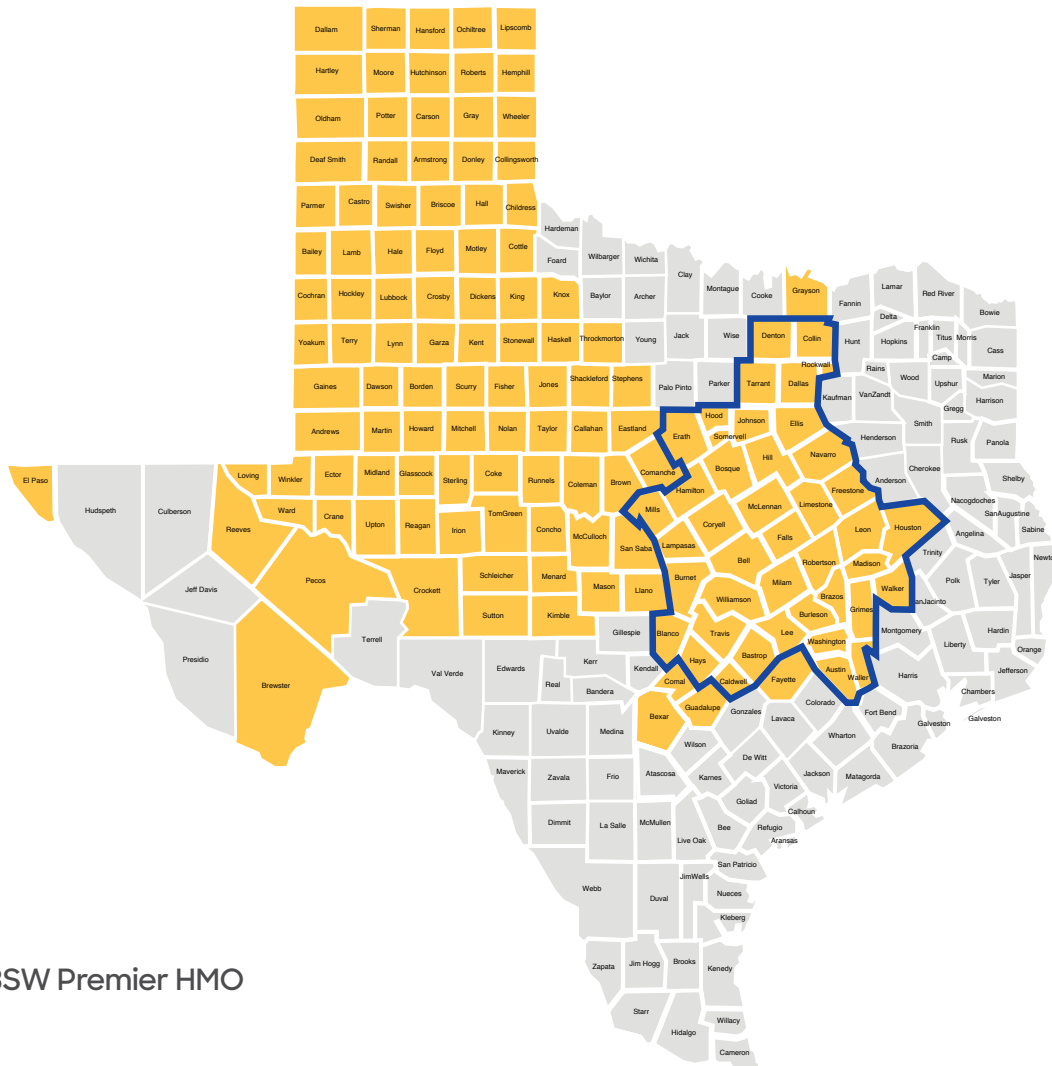 Dallam Sherman Hansford Ochiltree Lipscomb
Hartley Moore Hutchinson Roberts Hemphill
Oldham Potter Carson Gray Wheeler
Deaf Smith Randall Armstrong Donley Collingsworth
Parmer Castro Swisher Briscoe Hall Childress
Hardeman
Bailey Lamb Hale Floyd Motley Cottle Foard Wilbarger Wichita
Clay
Cochran Hockley Lubbock Crosby Dickens King Knox Baylor Archer Montague Cooke Grayson Fannin Lamar Red River Bowie
Delta Franklin Titus Morris
Yoakum Terry Lynn Garza Kent Stonewall Haskell Throckmorton Young Jack Wise Denton Collin Hunt Hopkins Camp Cass
Rockwall Rains Wood Upshur Marion
Gaines Dawson Borden Scurry Fisher Jones Shackleford Stephens Palo Pinto Parker Tarrant Dallas Kaufman VanZandt Harrison
Gregg
Andrews Martin Howard Mitchell Nolan Taylor Callahan Eastland Erath Hood Somervell Johnson Ellis Henderson Smith Rusk Panola
El Paso Hudspeth Culberson Loving Winkler Ector Midland Glasscock Sterling Coke Runnels Coleman Brown Comanche Hamilton Bosque Hill Navarro Freestone Anderson Cherokee Shelby
Nacogdoches SanAugustine Sabine
Reeves Ward Crane Upton Reagan Irion TomGreen Concho McCulloch San Saba Mills Lampasas Coryell McLennan Limestone Falls Leon Houston Angelina
Trinity
Jeff Davis Pecos Crockett Schleicher Menard Mason Llano Burnet Bell Milam Robertson Madison Walker Polk Tyler Jasper
Sutton Kimble Williamson Brazos Grimes
Burleson
Presidio Brewster Terrell Val Verde Edwards Kerr Gillespie Blanco Travis Lee Washington Montgomery Liberty Hardin Orange
Real Bandera Kendall Hays Bastrop Austin Waller Harris Jefferson
Comal Caldwell Fayette Chambers
Bexar Guadalupe Gonzales Colorado Fort Bend Galveston Galveston
Lavaca
Kinney Uvalde Medina Wilson Wharton Brazoria
De Witt
Maverick Zavala Frio Atascosa Karnes Jackson Matagorda
Victoria
Goliad Calhoun
Dimmit La Salle McMullen Bee Refugio
Live Oak Aransas
San Patricio
Webb Duval JimWells Nueces
Kleberg
Zapata Jim Hogg Brooks Kenedy
SW Premier HMO
Starr Willacy
Hidalgo
Cameron